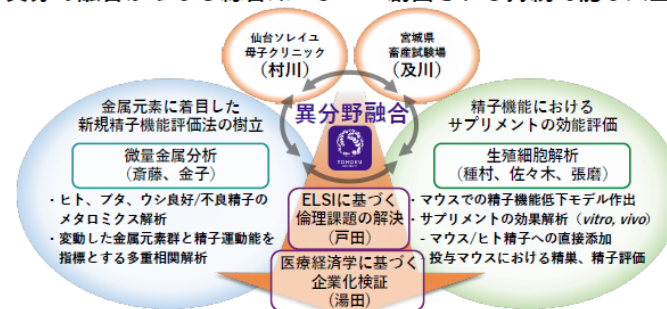 仙台ソレイユ
母子クリニック
(村川)
宮城県
畜産試験場
(及川)
異分野融合
TOHOKU
金属元素に着目した
新規精子機能評価法の樹立
微量金属分析
(斎藤、金子)
・ヒト、ブタ、ウシ良好/不良精子の
メタロミクス解析
・変動した金属元素群と精子運動能を
指標とする多重相関解析
ELSIに基づく
倫理課題の解決
(戸田)
医療経済学に基づく
企業化検証
(湯田)
精子機能における
サプリメントの効能評価
生殖細胞解析
(種村、佐々木、張磨)
・マウスでの精子機能低下モデル作出
・サプリメントの効果解析(vitro, vivo)
- マウス/ヒト精子への直接添加
- 投与マウスにおける精巣、精子評価